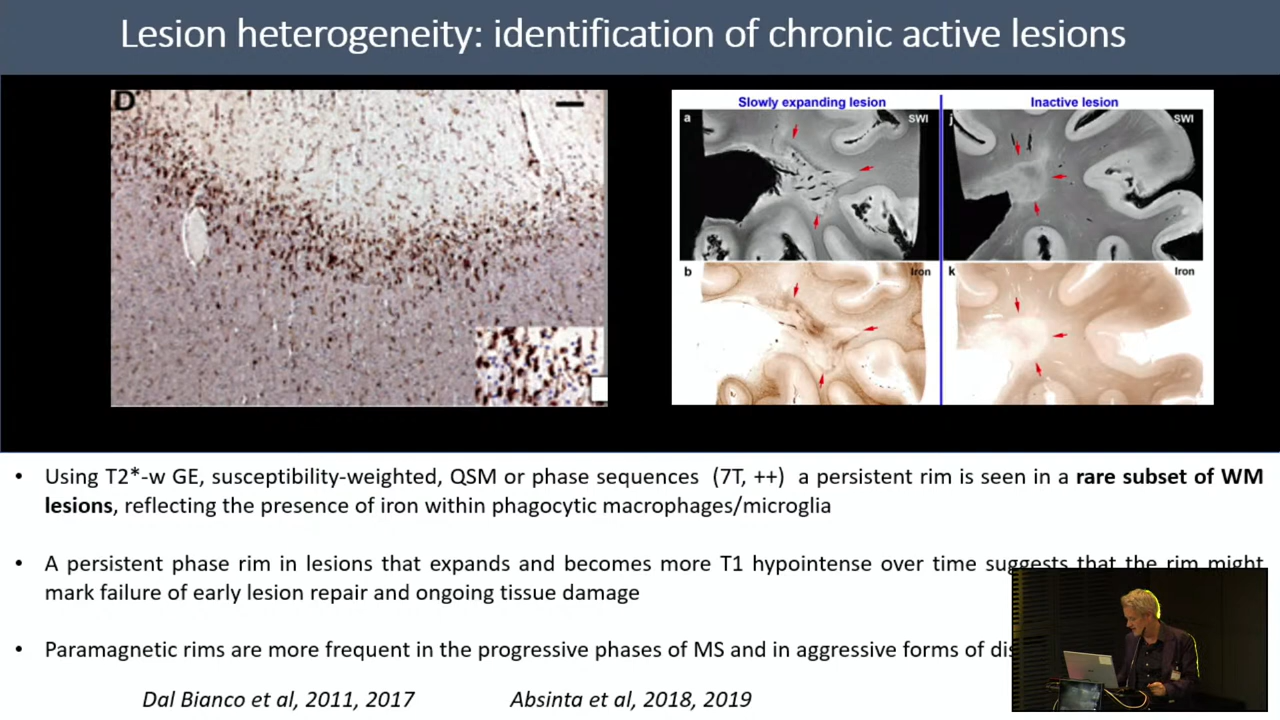 Lesion heterogeneity: identification of chronic active lesions
D
Slowly expanding lesion
Inactive lesion
a
SWI
j
SWI
b
Iron
k
Iron
• Using T2*-w GE, susceptibility-weighted, QSM or phase sequences (7T, ++) a persistent rim is seen in a rare subset of WM
lesions, reflecting the presence of iron within phagocytic macrophages/microglia
• A persistent phase rim in lesions that expands and becomes more T1 hypointense over time suggests that the rim might
mark failure of early lesion repair and ongoing tissue damage
• Paramagnetic rims are more frequent in the progressive phases of MS and in aggressive forms of
Dal Bianco et al, 2011, 2017
Absinta et al, 2018, 2019